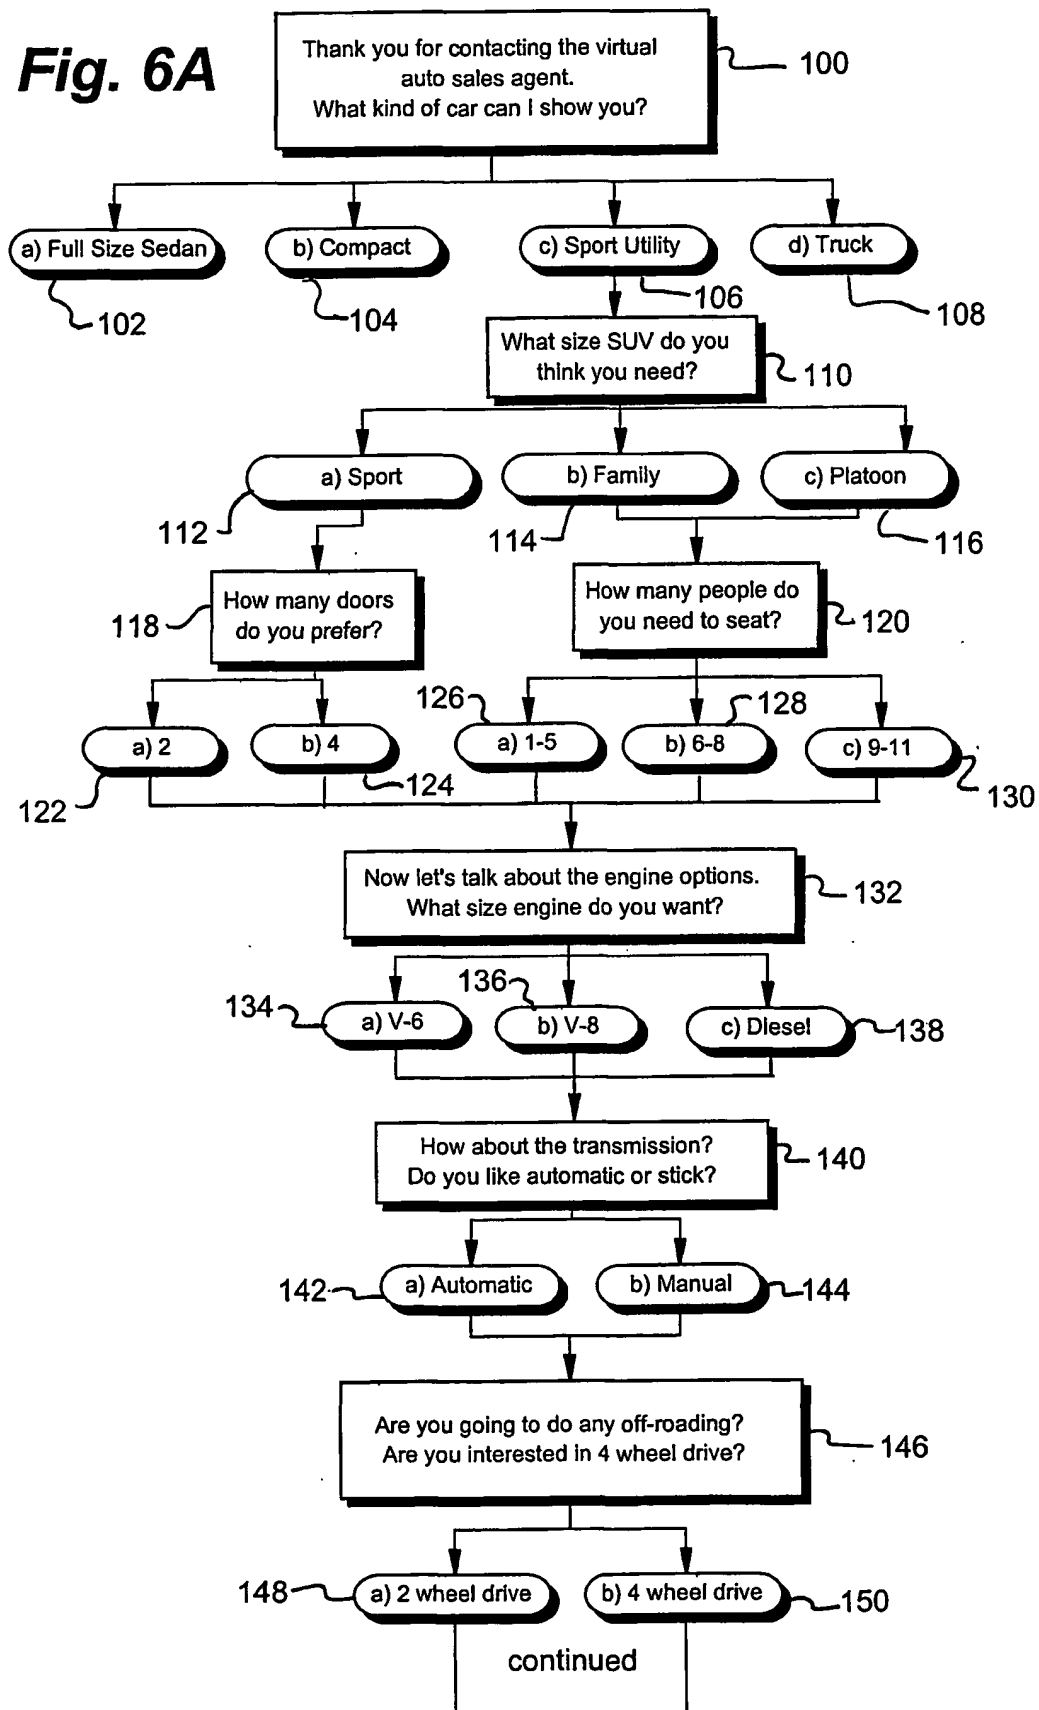 Fig. 6A
Thank you for contacting the virtual
auto sales agent.
What kind of car can I show you?
100
a) Full Size Sedan
b) Compact
c) Sport Utility
d) Truck
102
104
106
108
What size SUV do you
think you need?
110
a) Sport
b) Family
c) Platoon
112
114
116
118
How many doors
do you prefer?
How many people do
you need to seat?
120
126
128
a) 2
b) 4
a) 1-5
b) 6-8
c) 9-11
122
124
130
Now let's talk about the engine options.
What size engine do you want?
132
134
136
a) V-6
b) V-8
c) Diesel
138
How about the transmission?
Do you like automatic or stick?
140
142
a) Automatic
b) Manual
144
Are you going to do any off-roading?
Are you interested in 4 wheel drive?
146
148
a) 2 wheel drive
b) 4 wheel drive
150
continued